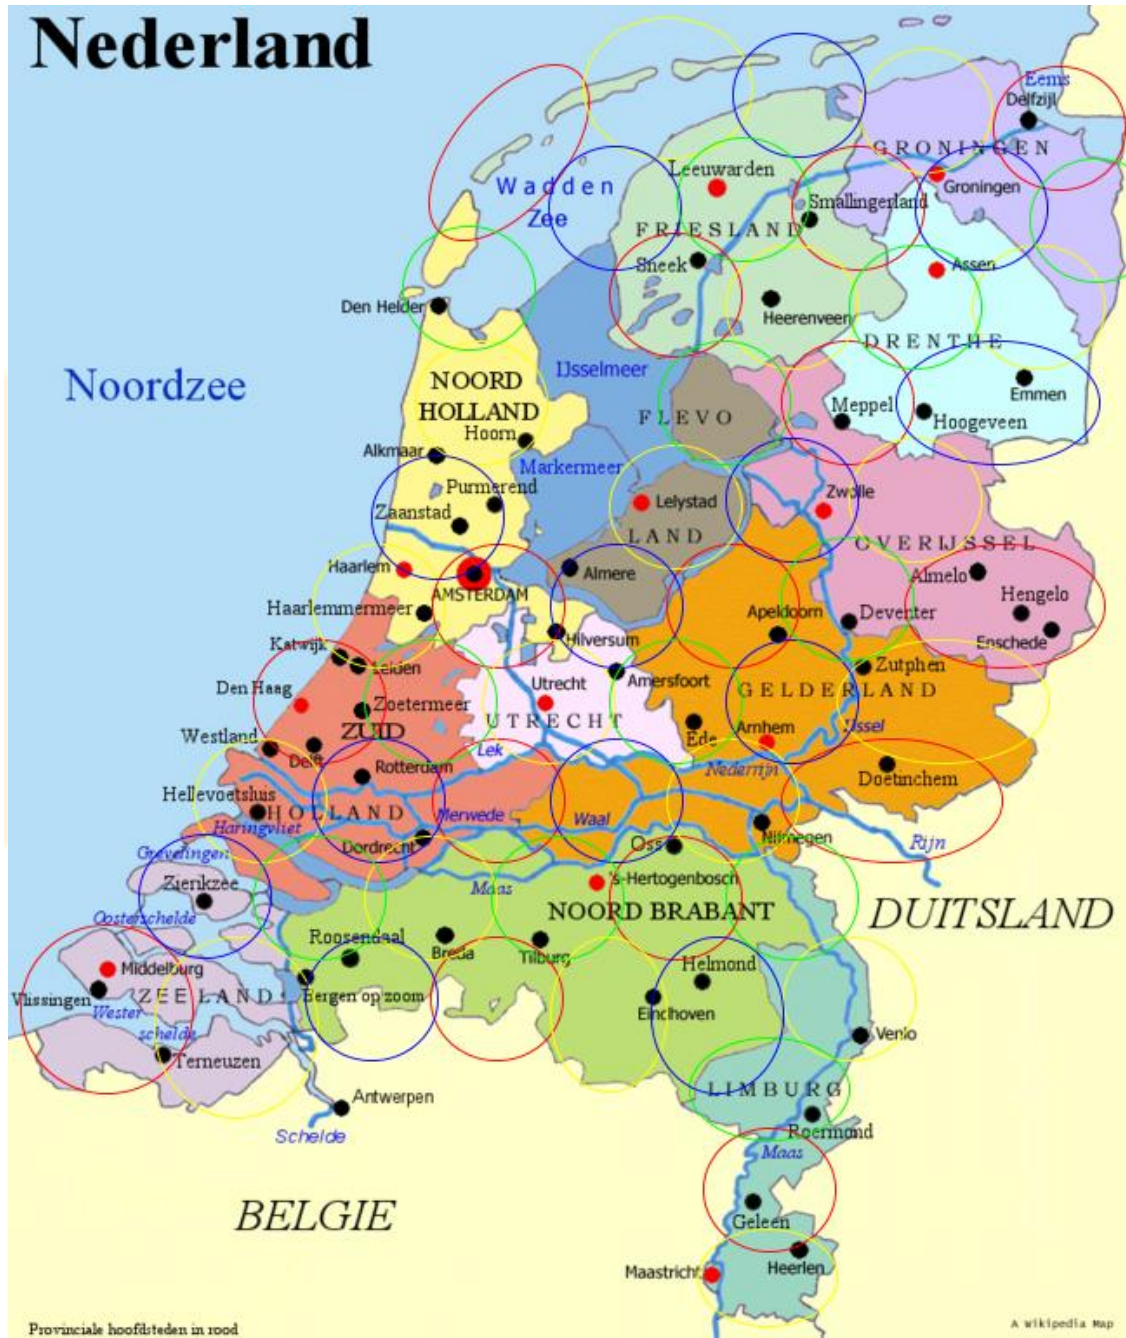 Nederland
Eems
Delfzijl
GRONINGEN
Leeuwarden
Groningen
Wadden
Zee
Smallingerland
FRIESLAND
Sneek
Assen
Den Helder
Heerenveen
DRENTHE
Noordzee
IJsselmeer
NOORD
HOLLAND
Emmen
Meppel
Hoogeveen
FLEVO
Hoorn
Alkmaar
Markermeer
Purmerend
Zwolle
Lelystad
Zaanstad
LAND
OVERIJSSEL
Haarlem
Almere
Almelo
AMSTERDAM
Hengelo
Haarlemmermeer
Apeldoorn
Deventer
Hilversum
Enschede
Katwijk
Leiden
Zutphen
Amersfoort
Den Haag
Utrecht
GELDERLAND
Zoetermeer
UTRECHT
ZUID
Arnhem
IJssel
Westland
Ede
Lek
Delft
Rotterdam
Nederrijn
Doetinchem
Hellevoetsluis
HOLLAND
Merwede
Waal
Haringvliet
Nijmegen
Rijn
Dordrecht
Oss
Grevelingen
's-Hertogenbosch
Zierikzee
Maas
NOORD BRABANT
DUITSLAND
Oosterschelde
Roosendaal
Breda
Tilburg
Helmond
Middelburg
Vlissingen
ZEELAND
Bergen op zoom
Eindhoven
Wester
schelde
Venlo
Terneuzen
LIMBURG
Antwerpen
Roermond
Schelde
Maas
BELGIE
Geleen
Maastricht
Heerlen
Provinciale hoofdsteden in rood
A Wikipedia Map